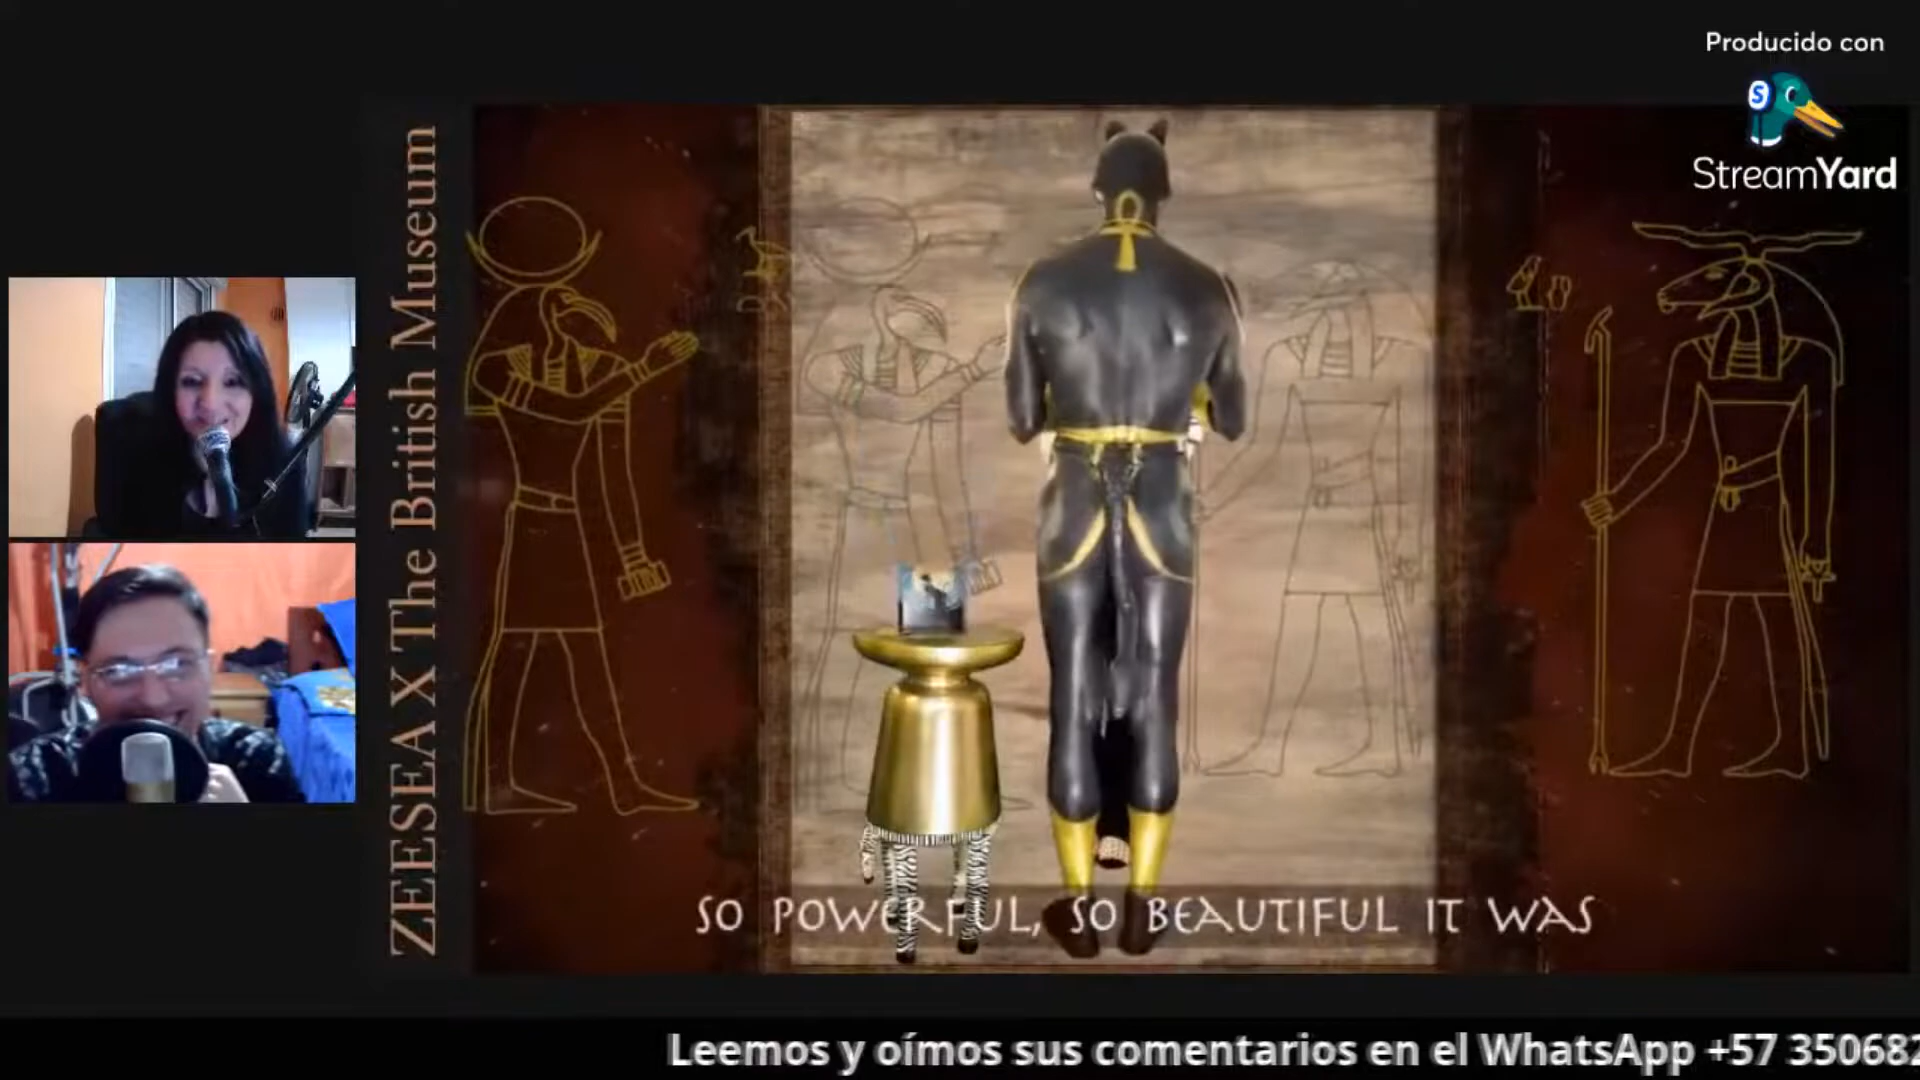 Producido con
StreamYard
ZEESEA X The British Museum
SO POWERFUL, SO BEAUTIFUL IT WAS
Leemos y oímos sus comentarios en el WhatsApp +57 350682